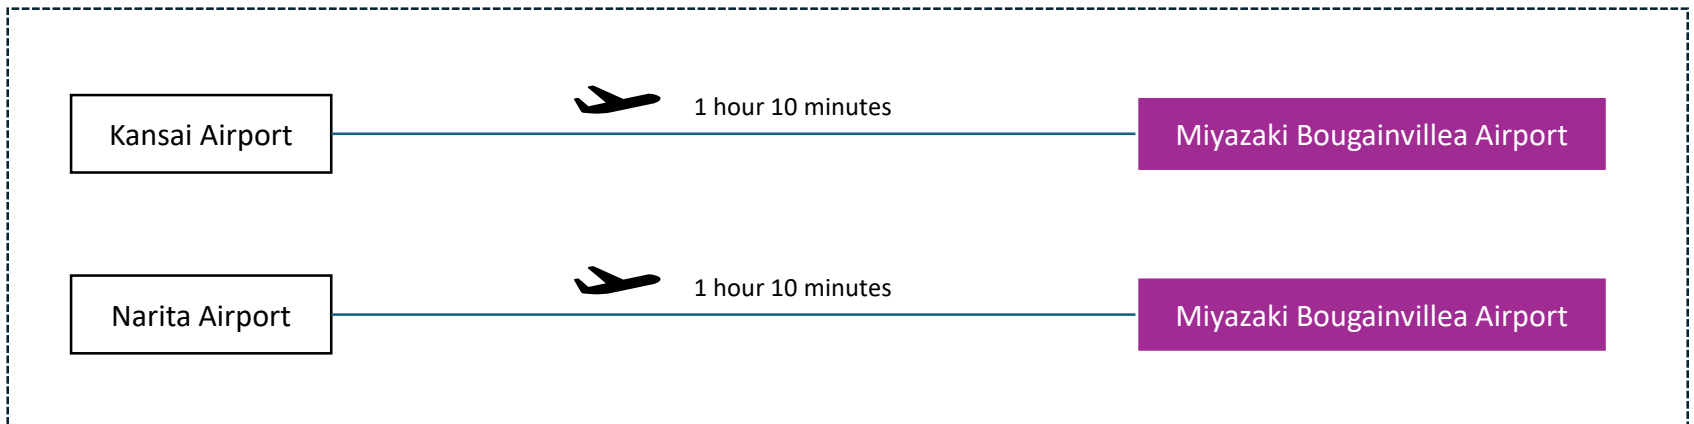 Kansai Airport
1 hour 10 minutes
Miyazaki Bougainvillea Airport
Narita Airport
1 hour 10 minutes
Miyazaki Bougainvillea Airport